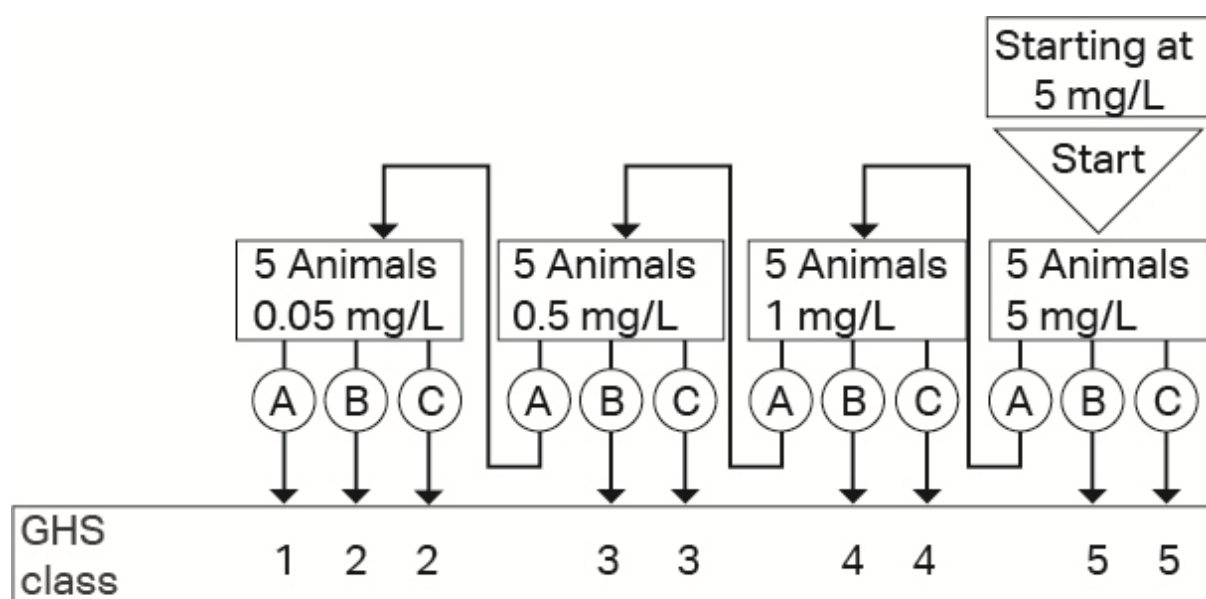 Starting at
5 mg/L
Start
5 Animals
0.05 mg/L
5 Animals
0.5 mg/L
5 Animals
1 mg/L
5 Animals
5 mg/L
A B C A B C A B C A B C
GHS
class
1 2 2 3 3 4 4 5 5